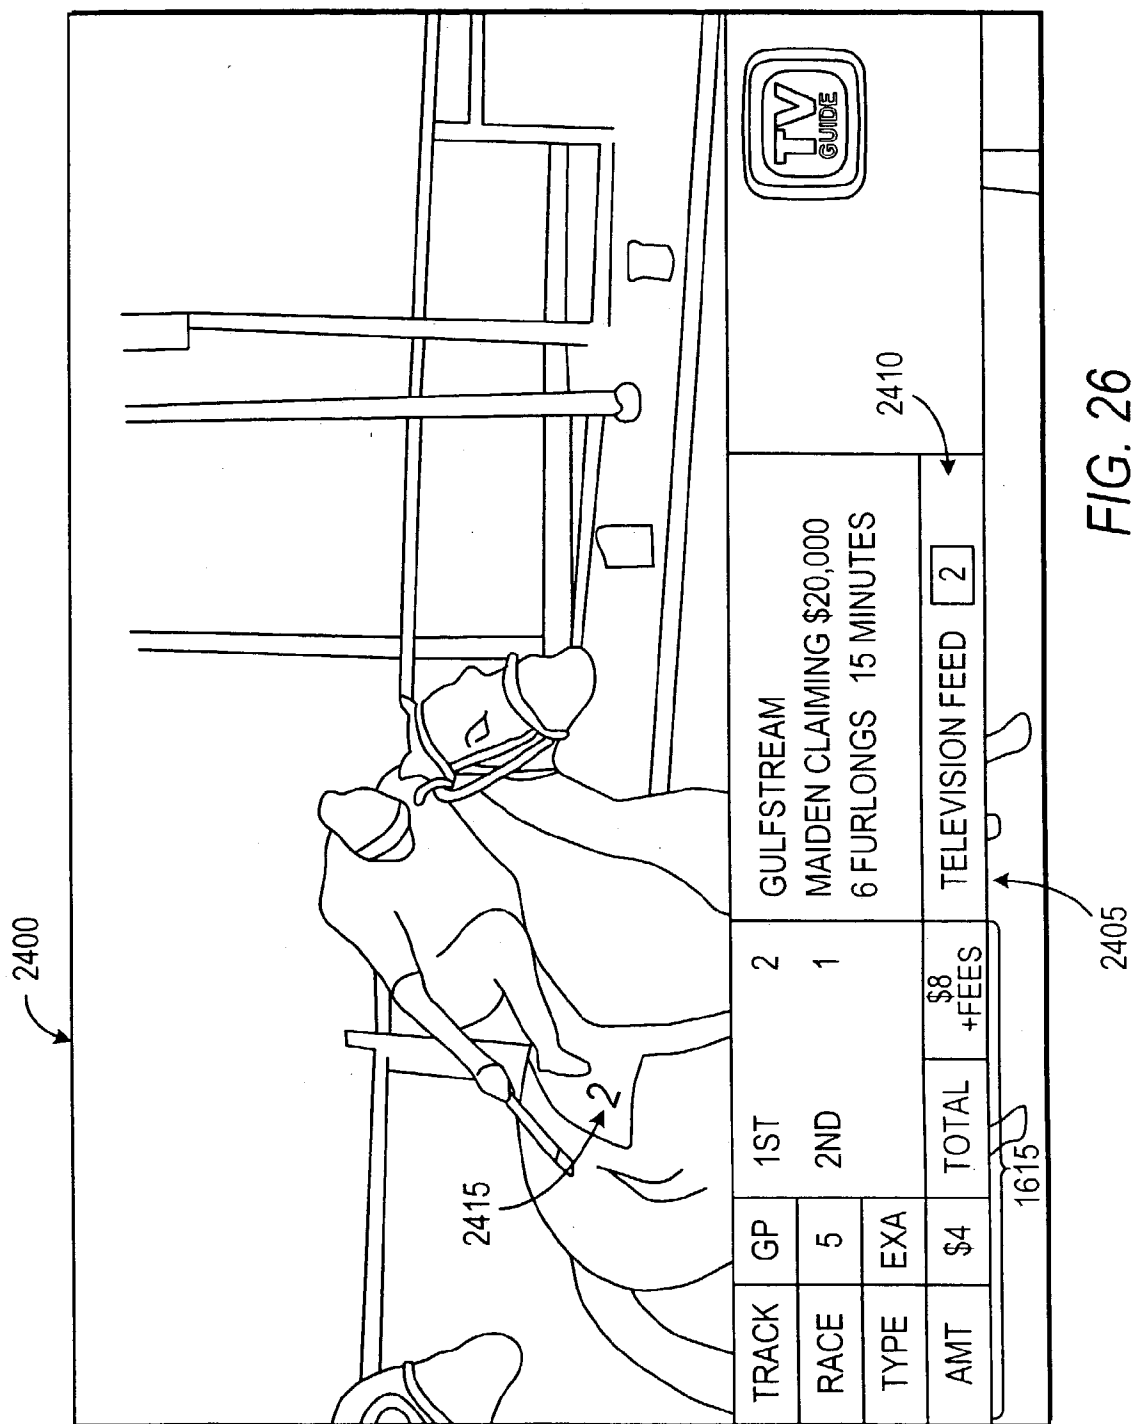 2400
2415
2
TV
GUIDE
TRACK GP 1ST 2
RACE 5 2ND 1
TYPE EXA
AMT $4 TOTAL $8
+FEES
GULFSTREAM
MAIDEN CLAIMING $20,000
6 FURLONGS 15 MINUTES
TELEVISION FEED 2
2410
1615
2405
FIG. 26